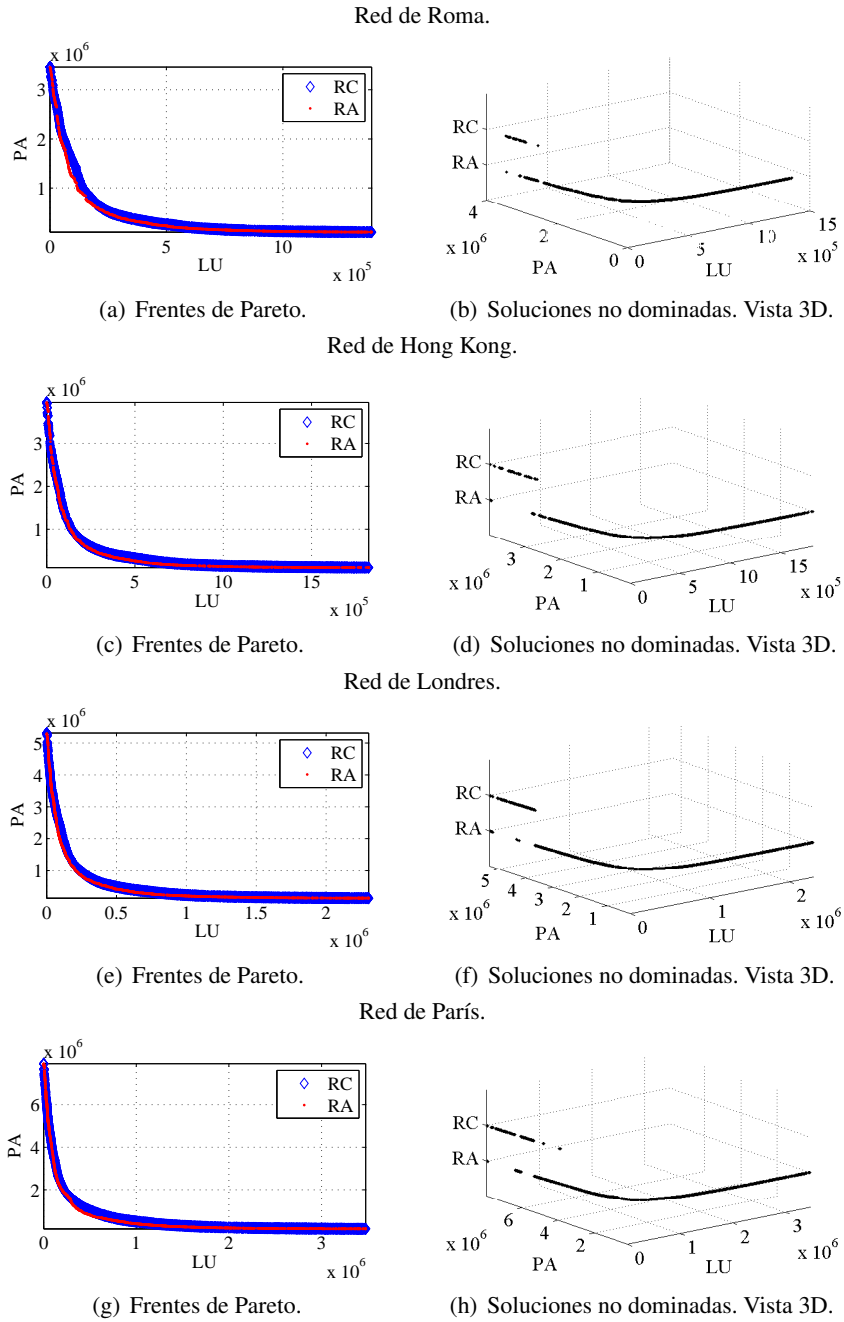 Red de Roma.
x 10^6
3
2
1
PA
0 5 10
LU
x 10^5
RC
RA
(a) Frentes de Pareto.
RC
RA
4
2
0
x 10^6
PA
0 5 10 15
x 10^5
LU
(b) Soluciones no dominadas. Vista 3D.
Red de Hong Kong.
x 10^6
3
2
1
PA
0 5 10 15
LU
x 10^5
RC
RA
(c) Frentes de Pareto.
RC
RA
3
2
1
x 10^6
PA
0 5 10 15
x 10^5
LU
(d) Soluciones no dominadas. Vista 3D.
Red de Londres.
x 10^6
5
4
3
2
1
PA
0 0.5 1 1.5 2
LU
x 10^6
RC
RA
(e) Frentes de Pareto.
RC
RA
5
4
3
2
1
x 10^6
PA
0 1 2
x 10^6
LU
(f) Soluciones no dominadas. Vista 3D.
Red de París.
x 10^6
6
4
2
PA
0 1 2 3
LU
x 10^6
RC
RA
(g) Frentes de Pareto.
RC
RA
6
4
2
x 10^6
PA
0 1 2 3
x 10^6
LU
(h) Soluciones no dominadas. Vista 3D.